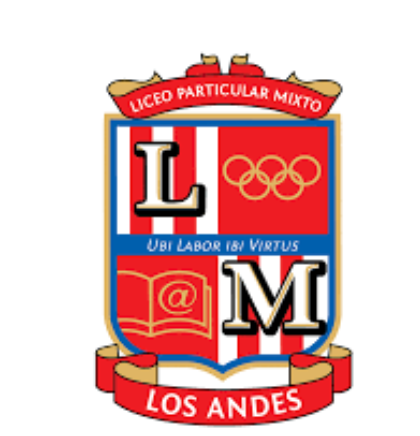 LICEO PARTICULAR MIXTO
L
UBI LABOR IBI VIRTUS
@
M
LOS ANDES